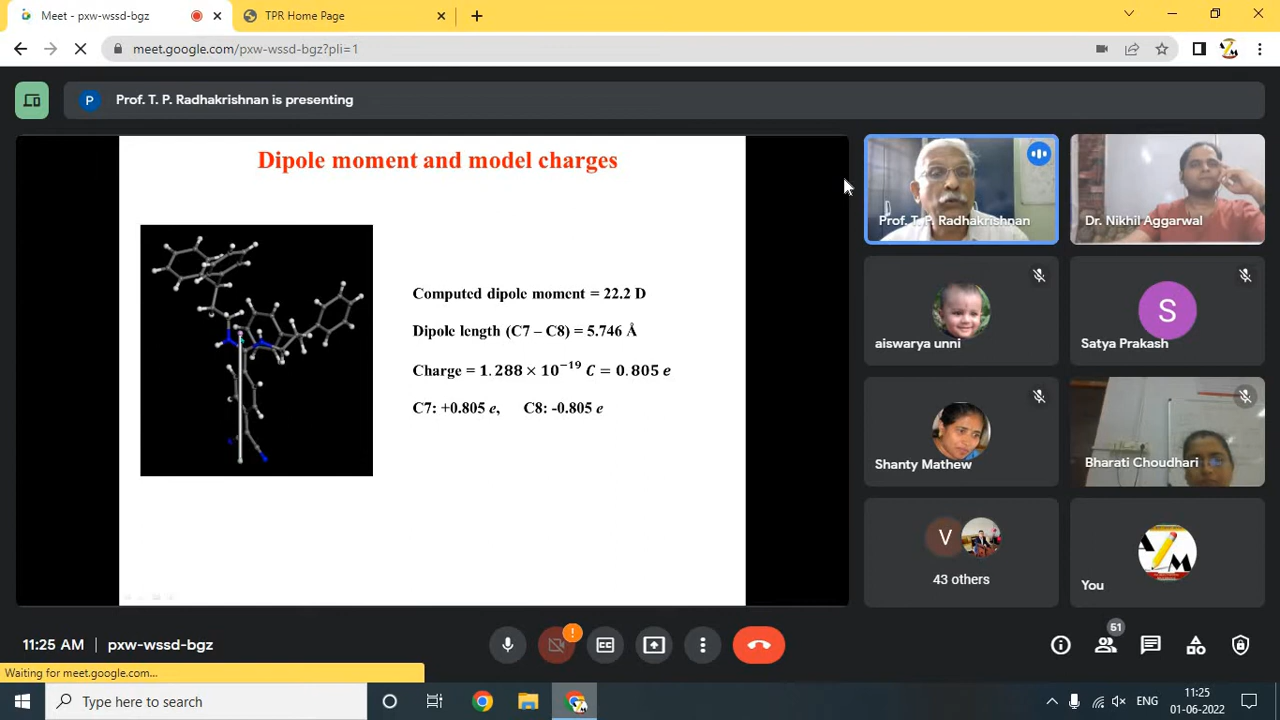 Meet - pxw-wssd-bgz
TPR Home Page
meet.google.com/pxw-wssd-bgz?pli=1
P
Prof. T. P. Radhakrishnan is presenting
Dipole moment and model charges
Computed dipole moment = 22.2 D
Dipole length (C7 – C8) = 5.746 Å
Charge = 1.288 × 10⁻¹⁹ C = 0.805 e
C7: +0.805 e, C8: -0.805 e
Prof. T. P. Radhakrishnan
Dr. Nikhil Aggarwal
aiswarya unni
S
Satya Prakash
Shanty Mathew
Bharati Choudhari
V
43 others
You
11:25 AM | pxw-wssd-bgz
!
CC
61
Waiting for meet.google.com...
Type here to search
ENG
11:25
01-06-2022